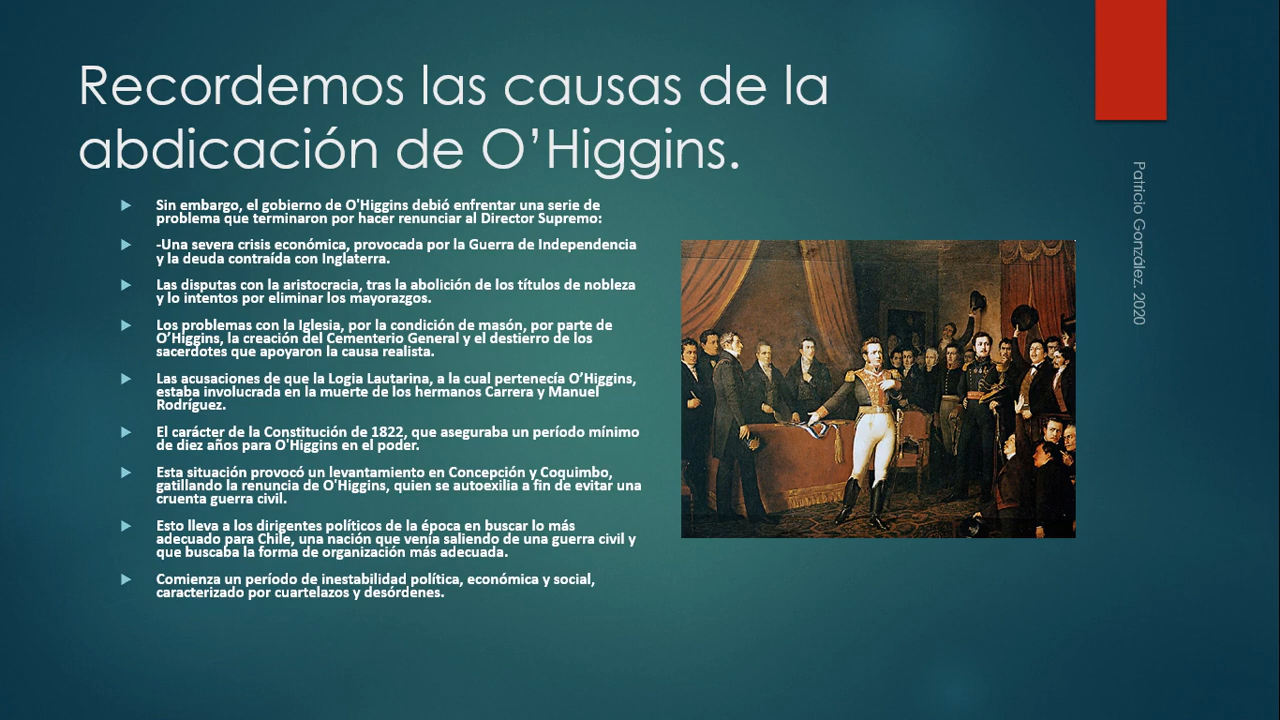 Recordemos las causas de la
abdicación de O’Higgins.
Sin embargo, el gobierno de O'Higgins debió enfrentar una serie de
problema que terminaron por hacer renunciar al Director Supremo:
-Una severa crisis económica, provocada por la Guerra de Independencia
y la deuda contraída con Inglaterra.
Las disputas con la aristocracia, tras la abolición de los títulos de nobleza
y lo intentos por eliminar los mayorazgos.
Los problemas con la Iglesia, por la condición de masón, por parte de
O’Higgins, la creación del Cementerio General y el destierro de los
sacerdotes que apoyaron la causa realista.
Las acusaciones de que la Logia Lautarina, a la cual pertenecía O’Higgins,
estaba involucrada en la muerte de los hermanos Carrera y Manuel
Rodríguez.
El carácter de la Constitución de 1822, que aseguraba un período mínimo
de diez años para O'Higgins en el poder.
Esta situación provocó un levantamiento en Concepción y Coquimbo,
gatillando la renuncia de O'Higgins, quien se autoexilia a fin de evitar una
cruenta guerra civil.
Esto lleva a los dirigentes políticos de la época en buscar lo más
adecuado para Chile, una nación que venía saliendo de una guerra civil y
que buscaba la forma de organización más adecuada.
Comienza un período de inestabilidad política, económica y social,
caracterizado por cuartelazos y desórdenes.
Patricio González. 2020